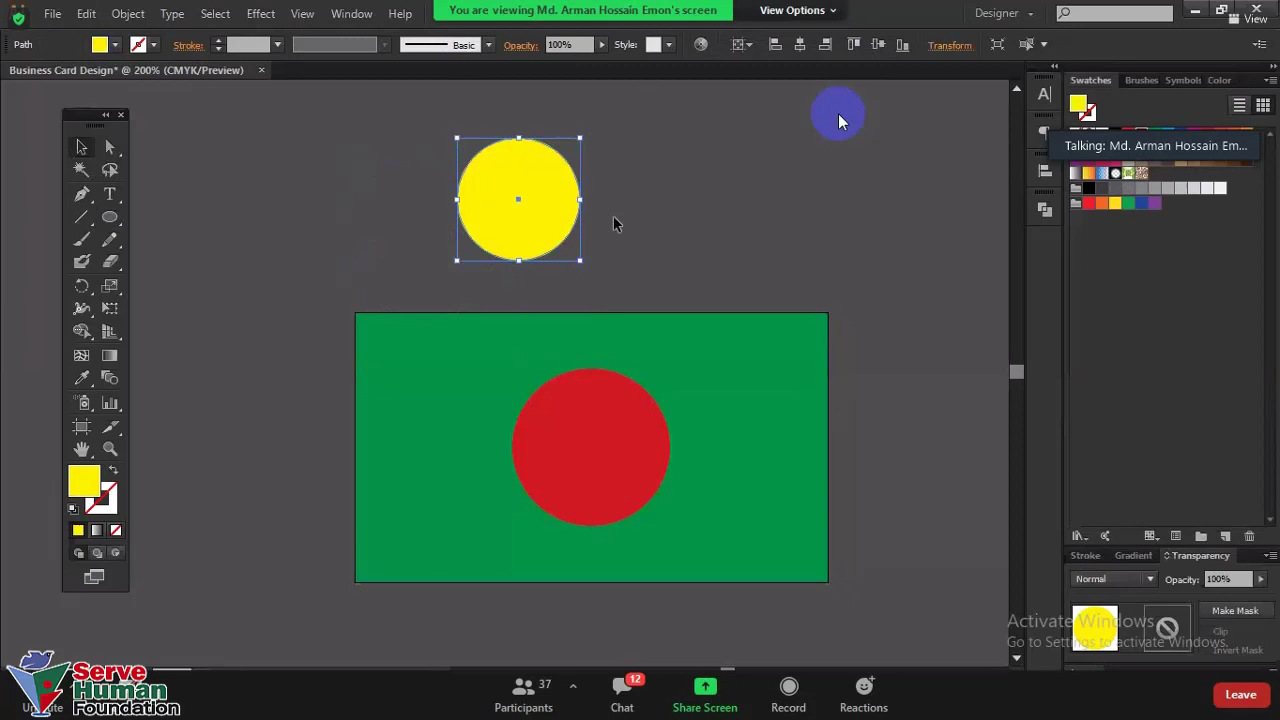 File Edit Object Type Select Effect View Window Help
You are viewing Md. Arman Hossain Emon's screen View Options
Designer
View
Path Stroke: Basic Opacity: 100% Style: Transform
Business Card Design* @ 200% (CMYK/Preview)
Swatches Brushes Symbols Color
Talking: Md. Arman Hossain Em...
Stroke Gradient Transparency
Normal Opacity: 100%
Make Mask
Clip
Invert Mask
Activate Windows
Go to Settings to activate Windows.
Serve
Human
Foundation
37
Participants
12
Chat
Share Screen
Record
Reactions
Leave